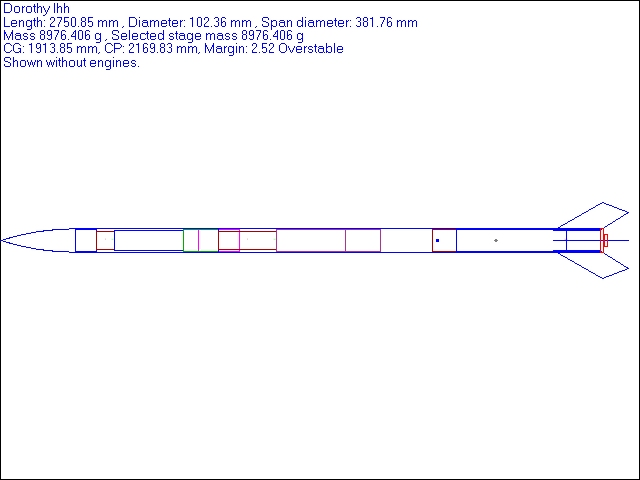 Dorothy lhh
Length: 2750.85 mm , Diameter: 102.36 mm , Span diameter: 381.76 mm
Mass 8976.406 g , Selected stage mass 8976.406 g
CG: 1913.85 mm, CP: 2169.83 mm, Margin: 2.52 Overstable
Shown without engines.